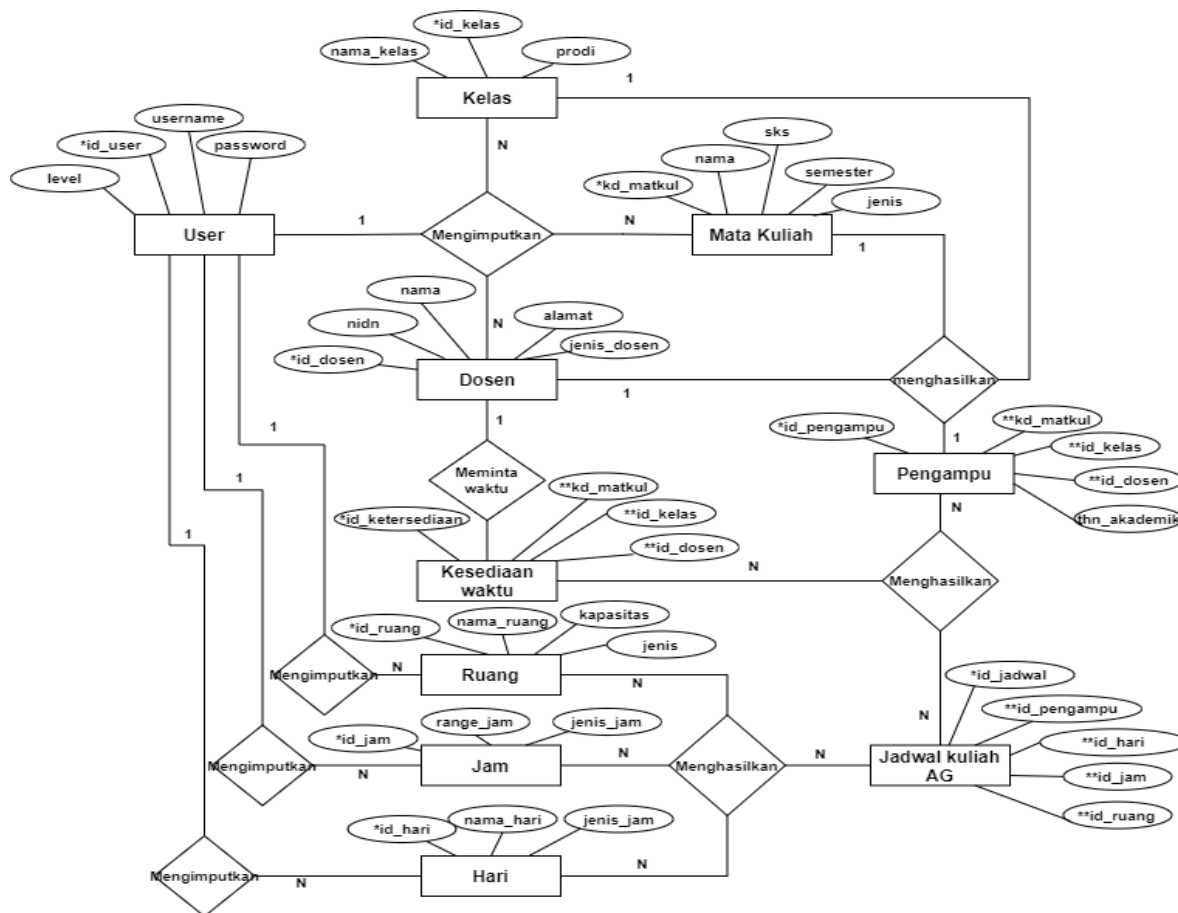 *id_kelas
nama_kelas
prodi
1
Kelas
N
username
*id_user
password
level
User
1
Mengimputkan
N
sks
nama
semester
*kd_matkul
jenis
Mata Kuliah
1
nama
N
alamat
nidn
jenis_dosen
*id_dosen
Dosen
1
menghasilkan
1
1
*id_pengampu
**kd_matkul
**id_kelas
Pengampu
**id_dosen
thn_akademik
N
1
1
1
Meminta
waktu
**kd_matkul
*id_ketersediaan
**id_kelas
**id_dosen
Kesediaan
waktu
N
Menghasilkan
N
kapasitas
nama_ruang
*id_ruang
jenis
Mengimputkan
N
Ruang
N
*id_jadwal
**id_pengampu
**id_hari
Jadwal kuliah
AG
**id_jam
**id_ruang
range_jam
jenis_jam
*id_jam
Mengimputkan
N
Jam
N
Menghasilkan
N
nama_hari
jenis_jam
*id_hari
Mengimputkan
N
Hari
N